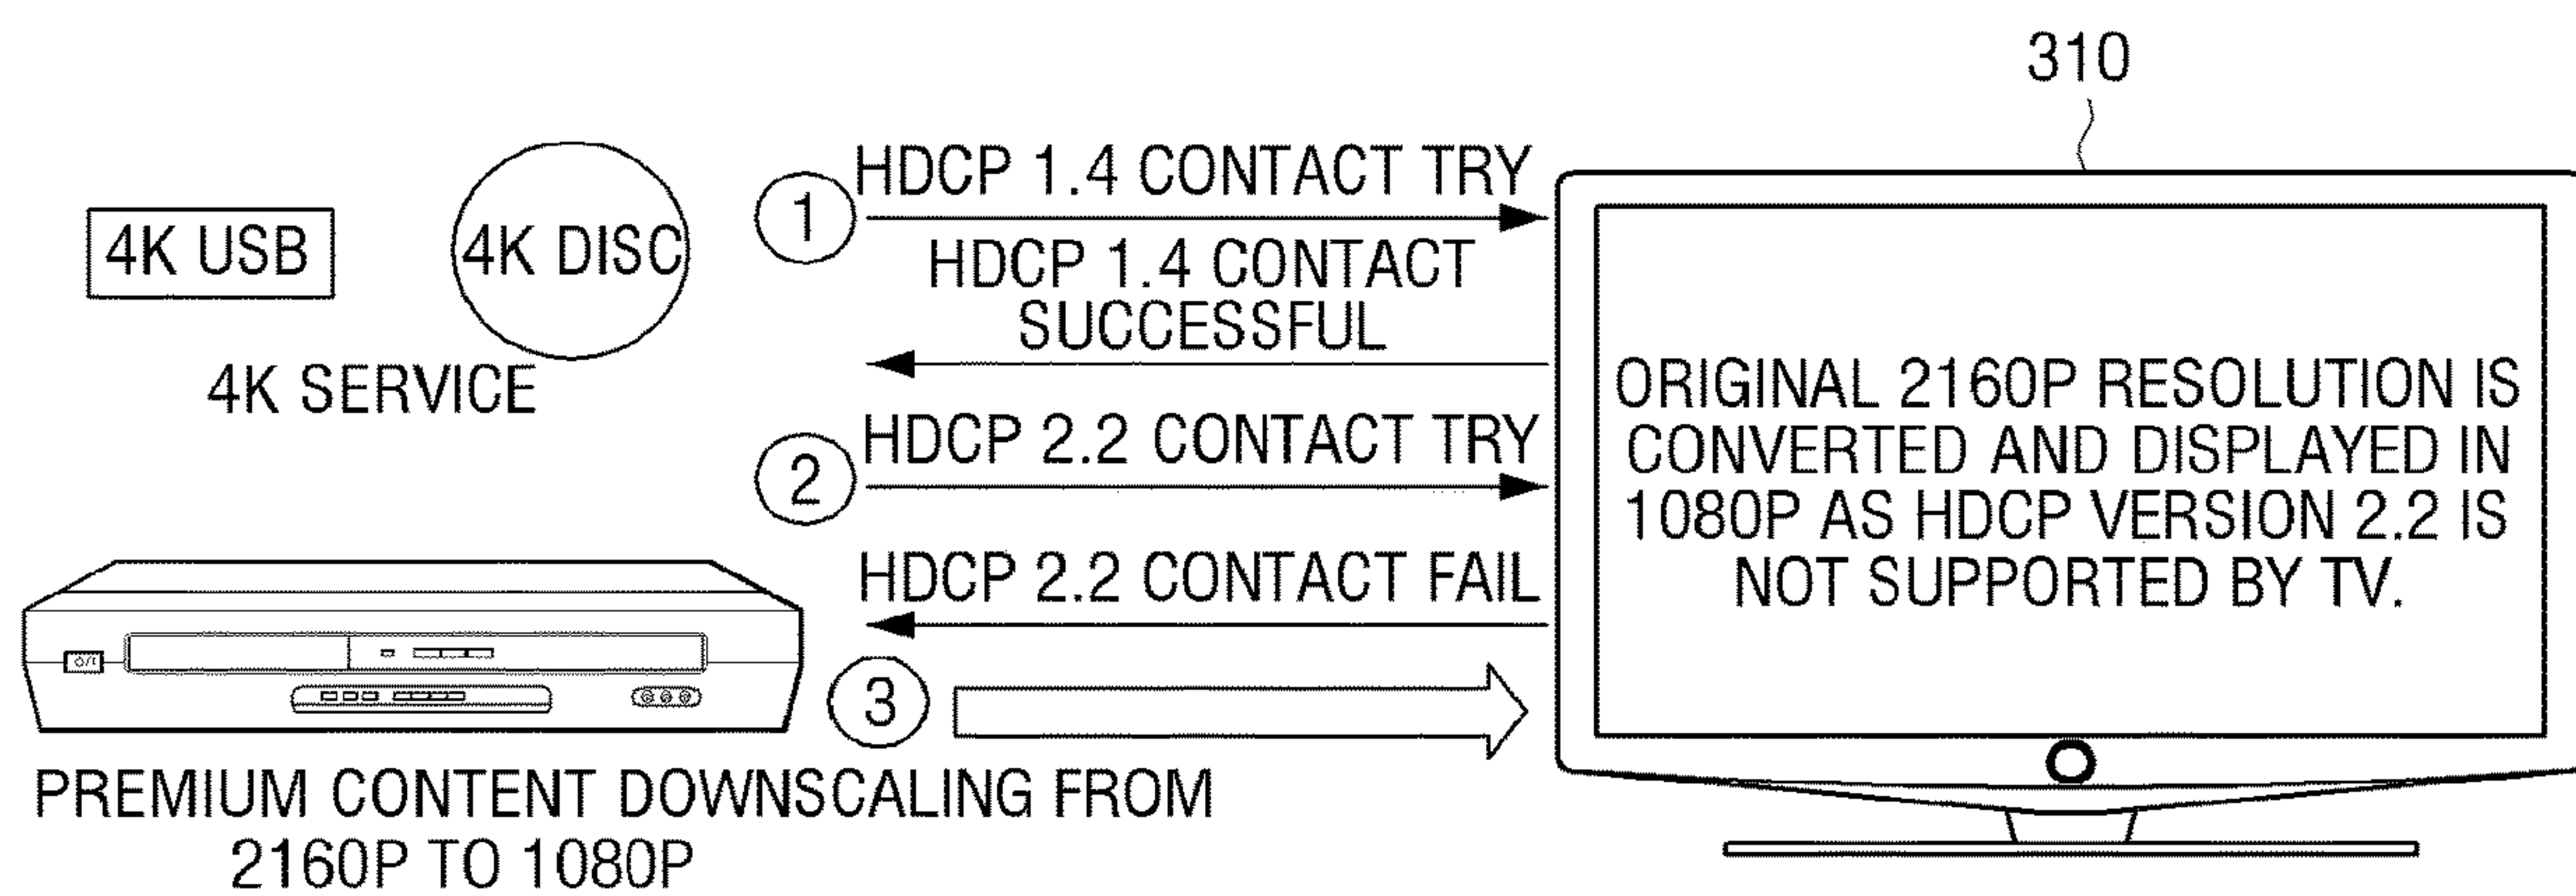 310
4K USB
4K DISC
4K SERVICE
1
HDCP 1.4 CONTACT TRY
HDCP 1.4 CONTACT
SUCCESSFUL
2
HDCP 2.2 CONTACT TRY
HDCP 2.2 CONTACT FAIL
3
PREMIUM CONTENT DOWNSCALING FROM
2160P TO 1080P
ORIGINAL 2160P RESOLUTION IS
CONVERTED AND DISPLAYED IN
1080P AS HDCP VERSION 2.2 IS
NOT SUPPORTED BY TV.